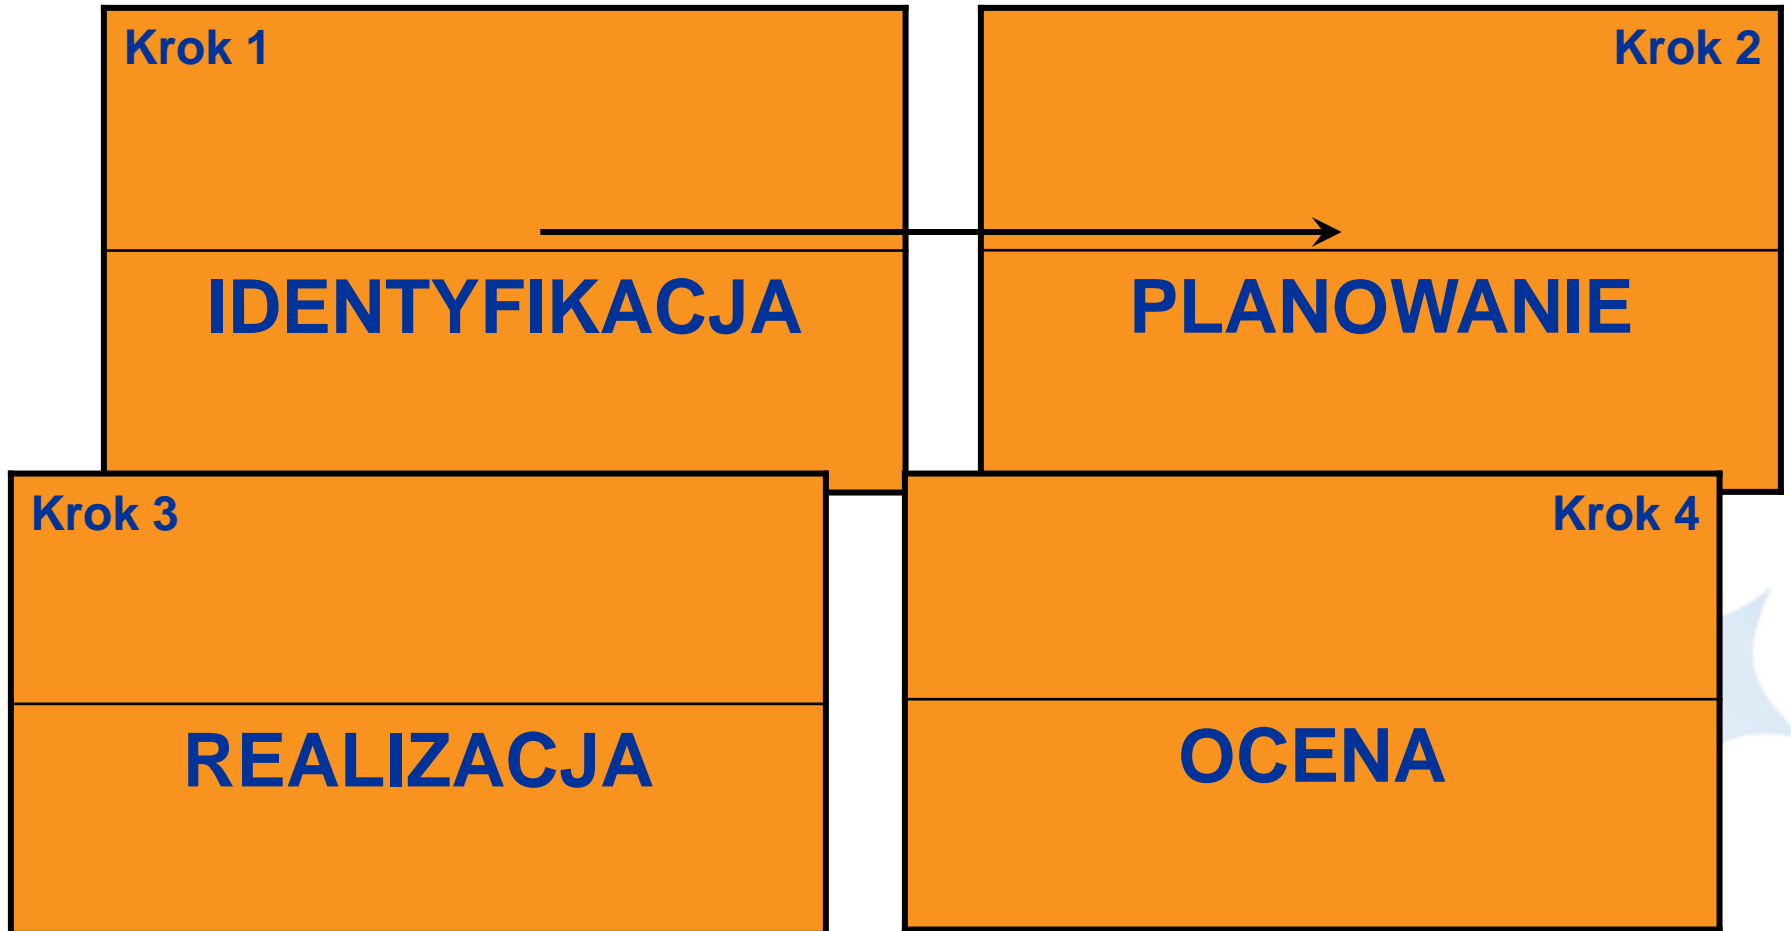 Krok 1
IDENTYFIKACJA
Krok 2
PLANOWANIE
Krok 3
REALIZACJA
Krok 4
OCENA